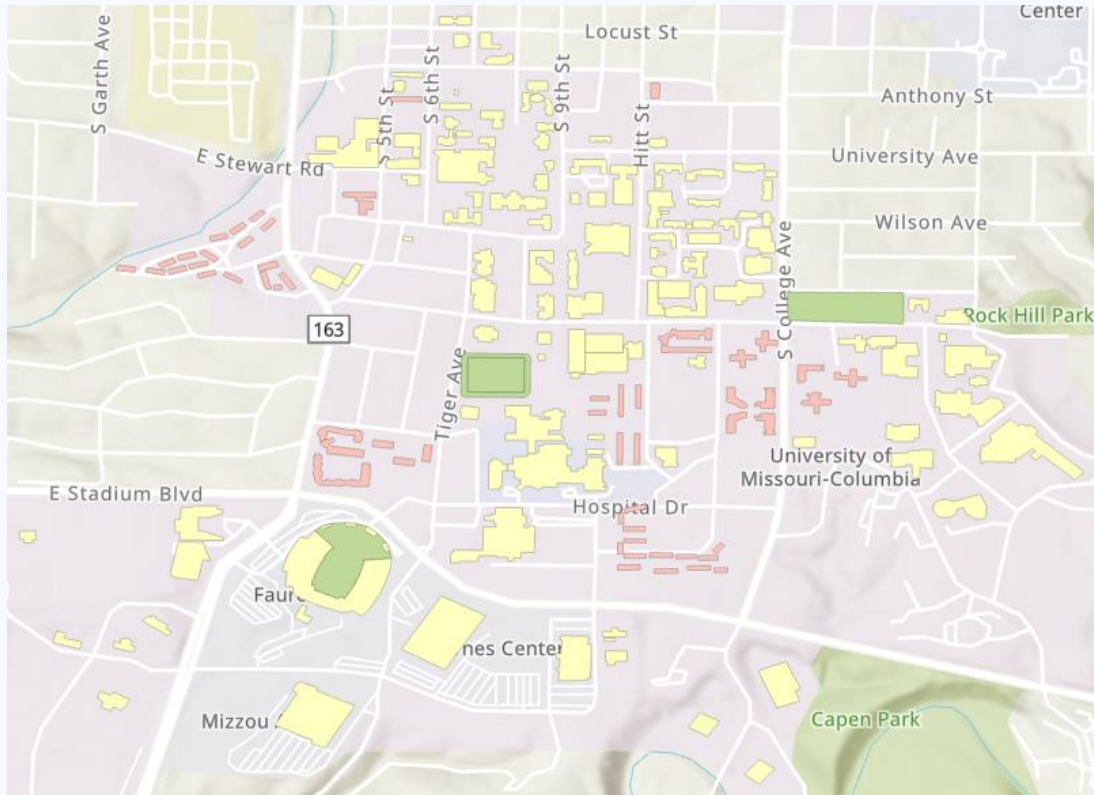 Center
Locust St
S Garth Ave
S 6th St
S 9th St
Anthony St
S 5th St
Hitt St
E Stewart Rd
University Ave
Wilson Ave
S College Ave
Rock Hill Park
163
Tiger Ave
University of
Missouri-Columbia
E Stadium Blvd
Hospital Dr
Faur
nes Center
Mizzou
Capen Park